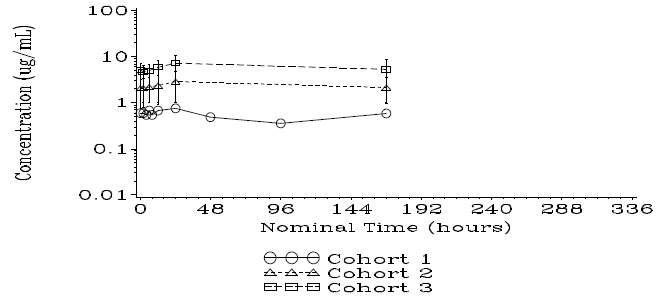 100
10
1
0.1
0.01
Concentration (ug/mL)
0 48 96 144 192 240 288 336
Nominal Time (hours)
Cohort 1
Cohort 2
Cohort 3